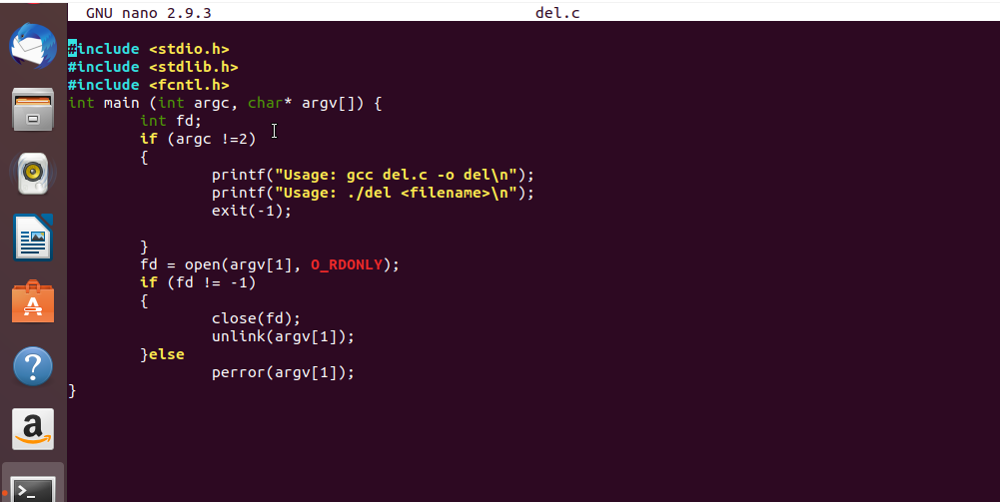 GNU nano 2.9.3 del.c
#include <stdio.h>
#include <stdlib.h>
#include <fcntl.h>
int main (int argc, char* argv[]) {
        int fd;
        if (argc !=2)
        {
                printf("Usage: gcc del.c -o del\n");
                printf("Usage: ./del <filename>\n");
                exit(-1);
        }
        fd = open(argv[1], O_RDONLY);
        if (fd != -1)
        {
                close(fd);
                unlink(argv[1]);
        }else
                perror(argv[1]);
}